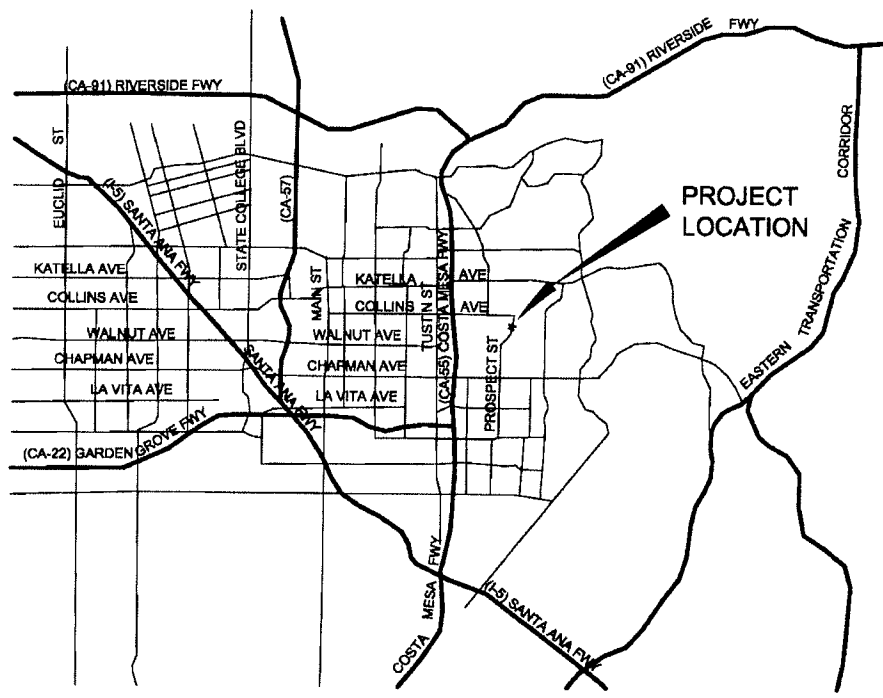 (CA-91) RIVERSIDE FWY
(CA-91) RIVERSIDE FWY
EUCLID ST
(I-5) SANTA ANA FWY
STATE COLLEGE BLVD
(CA-57)
EASTERN TRANSPORTATION CORRIDOR
PROJECT
LOCATION
MAIN ST
TUSTIN ST
(CA-55) COSTA MESA FWY
KATELLA AVE
KATELLA AVE
COLLINS AVE
COLLINS AVE
WALNUT AVE
WALNUT AVE
CHAPMAN AVE
CHAPMAN AVE
LA VITA AVE
LA VITA AVE
SANTA ANA FWY
PROSPECT ST
(CA-22) GARDEN GROVE FWY
COSTA MESA FWY
(I-5) SANTA ANA FWY